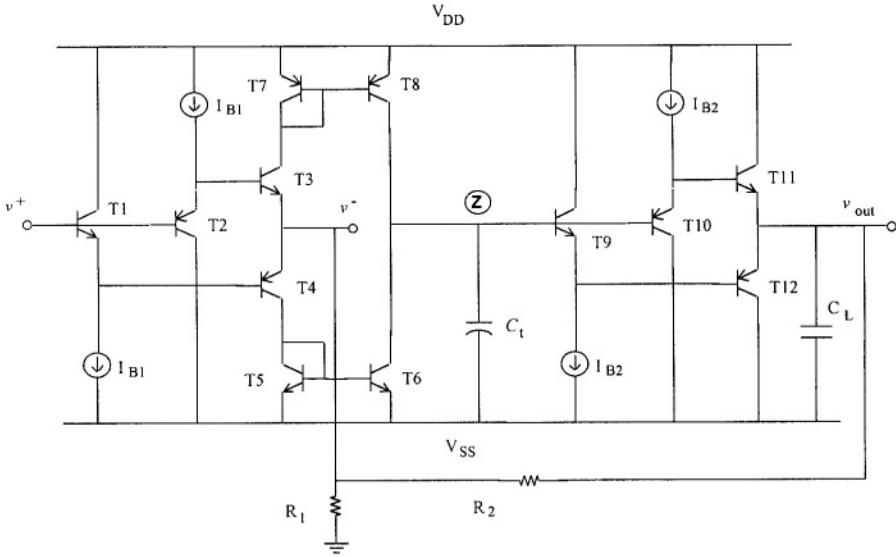 V_DD
T7
T8
I_B1
I_B2
T3
T11
v^+
T1
T2
v^-
Z
T9
T10
v_out
T4
T12
C_t
C_L
I_B1
T5
T6
I_B2
V_SS
R_1
R_2